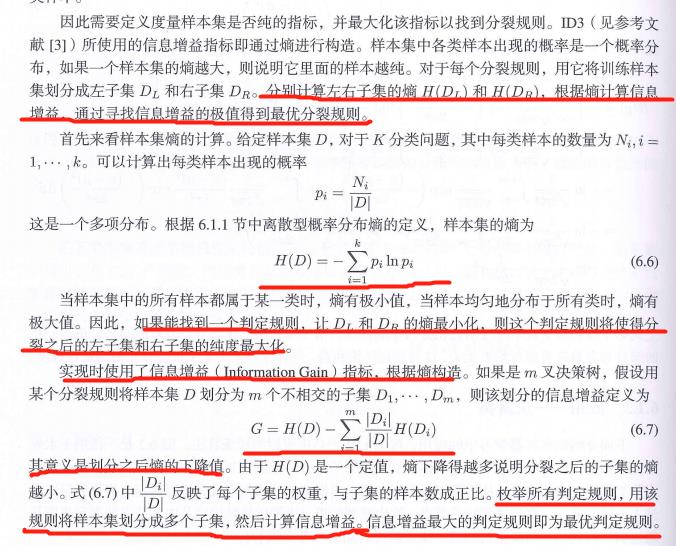 因此需要定义度量样本集是否纯的指标，并最大化该指标以找到分裂规则。ID3（见参考文
献 [3]）所使用的信息增益指标即通过熵进行构造。样本集中各类样本出现的概率是一个概率分
布，如果一个样本集的熵越大，则说明它里面的样本越纯。对于每个分裂规则，用它将训练样本
集划分成左子集 D_L 和右子集 D_R。分别计算左右子集的熵 H(D_L) 和 H(D_R)，根据熵计算信息
增益，通过寻找信息增益的极值得到最优分裂规则。
首先来看样本集熵的计算。给定样本集 D，对于 K 分类问题，其中每类样本的数量为 N_i, i =
1, ⋯ , k。可以计算出每类样本出现的概率
p_i = N_i / |D|
这是一个多项分布。根据 6.1.1 节中离散型概率分布熵的定义，样本集的熵为
H(D) = − ∑_{i=1}^{k} p_i ln p_i (6.6)
当样本集中的所有样本都属于某一类时，熵有极小值，当样本均匀地分布于所有类时，熵有
极大值。因此，如果能找到一个判定规则，让 D_L 和 D_R 的熵最小化，则这个判定规则将使得分
裂之后的左子集和右子集的纯度最大化。
实现时使用了信息增益（Information Gain）指标，根据熵构造。如果是 m 叉决策树，假设用
某个分裂规则将样本集 D 划分为 m 个不相交的子集 D_1, ⋯ , D_m，则该划分的信息增益定义为
G = H(D) − ∑_{i=1}^{m} |D_i| / |D| H(D_i) (6.7)
其意义是划分之后熵的下降值。由于 H(D) 是一个定值，熵下降得越多说明分裂之后的子集的熵
越小。式 (6.7) 中 |D_i| / |D| 反映了每个子集的权重，与子集的样本数成正比。枚举所有判定规则，用该
规则将样本集划分成多个子集，然后计算信息增益。信息增益最大的判定规则即为最优判定规则。